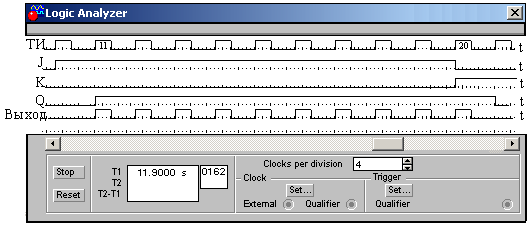 Logic Analyzer
ТИ 11 20 t
J t
K t
Q t
Выход t
Stop
Reset
T1
T2
T2-T1
11.9000 s
0162
Clocks per division 4
Clock
Set...
External Qualifier
Trigger
Set...
Qualifier